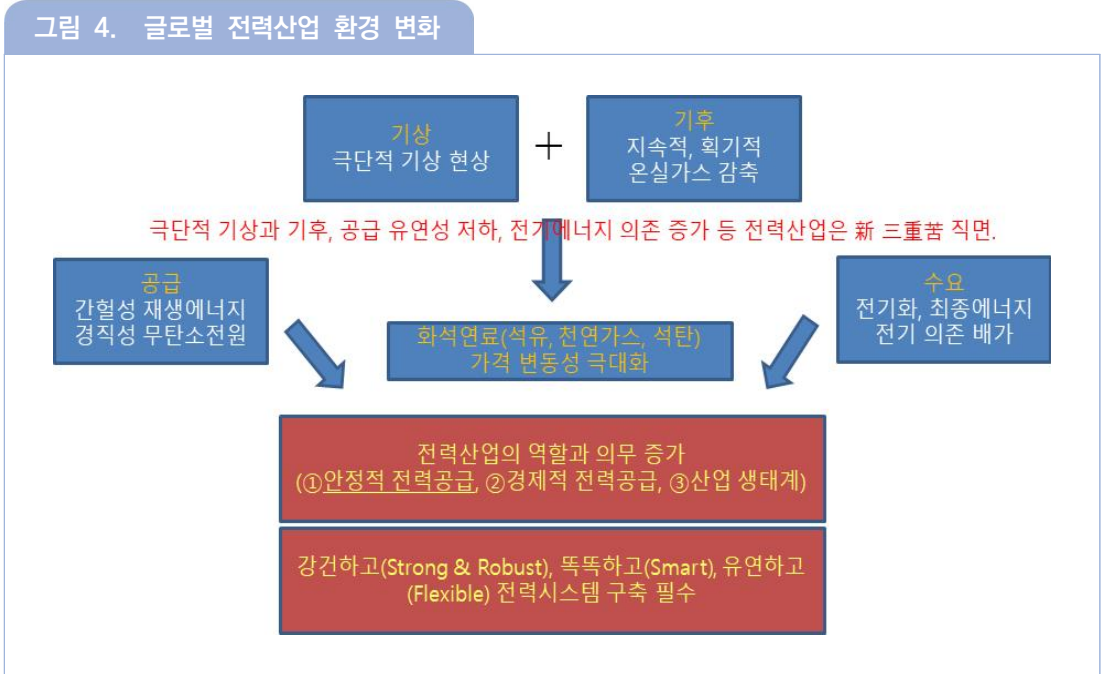 그림 4. 글로벌 전력산업 환경 변화
기상
극단적 기상 현상
+
기후
지속적, 획기적
온실가스 감축
극단적 기상과 기후, 공급 유연성 저하, 전기에너지 의존 증가 등 전력산업은 新 三重苦 직면.
공급
간헐성 재생에너지
경직성 무탄소전원
수요
전기화, 최종에너지
전기 의존 배가
화석연료(석유, 천연가스, 석탄)
가격 변동성 극대화
전력산업의 역할과 의무 증가
(①안정적 전력공급, ②경제적 전력공급, ③산업 생태계)
강건하고(Strong & Robust), 똑똑하고(Smart), 유연하고
(Flexible) 전력시스템 구축 필수